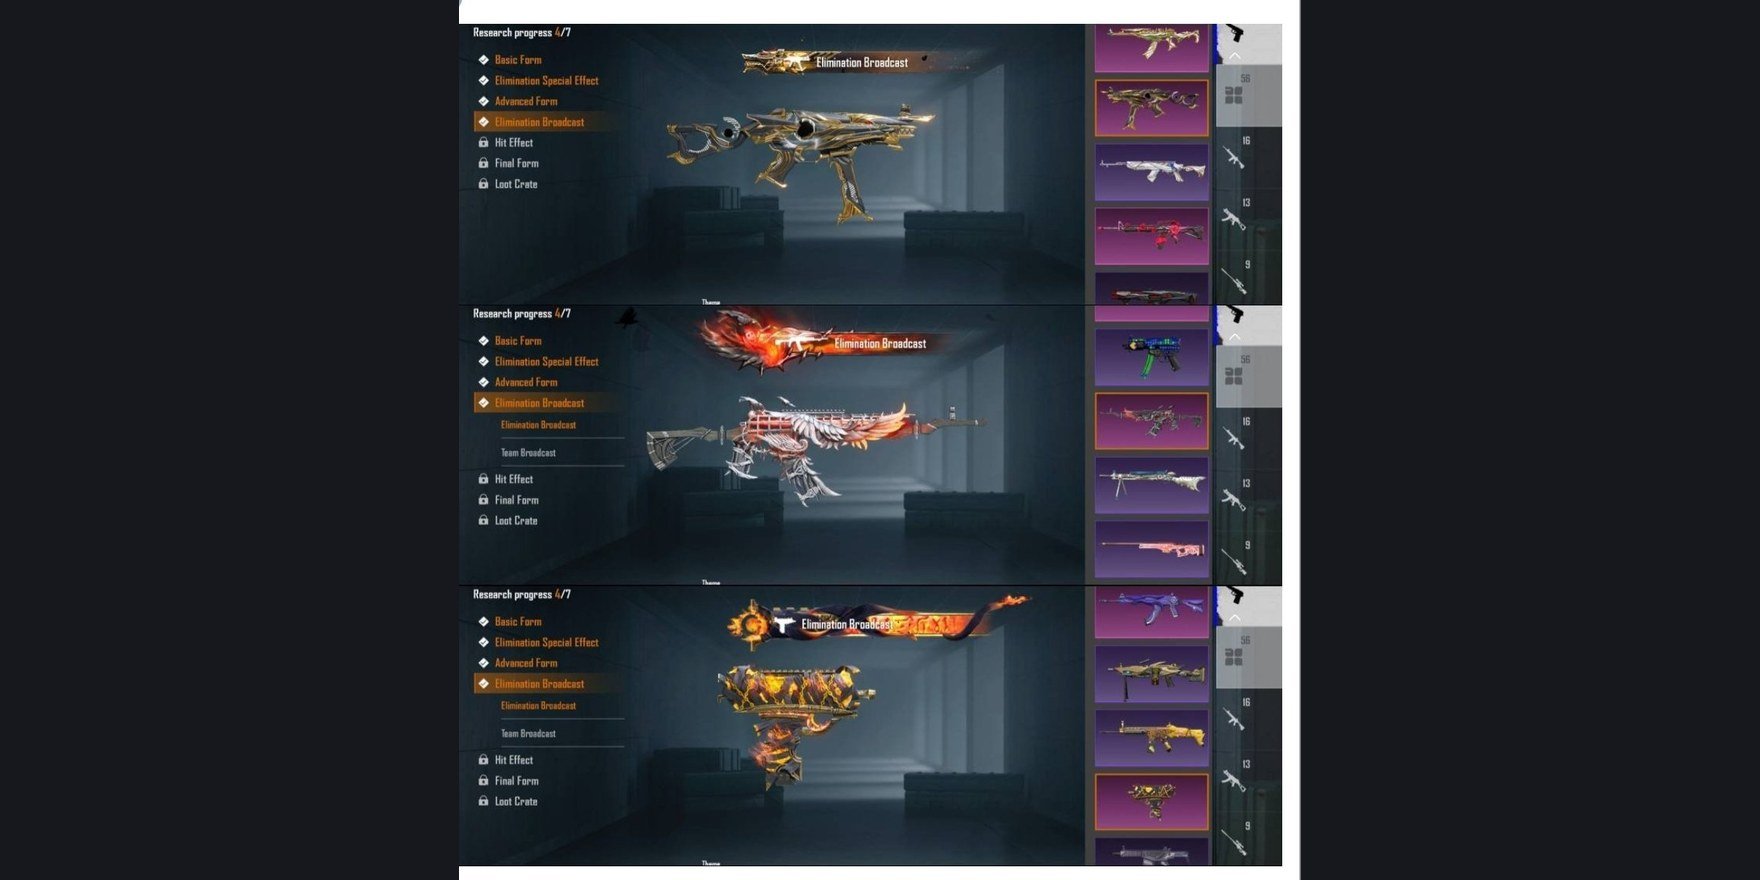 Research progress 4/7
Basic Form
Elimination Special Effect
Advanced Form
Elimination Broadcast
Hit Effect
Final Form
Loot Crate
Elimination Broadcast
Theme
56
16
13
9
Research progress 4/7
Basic Form
Elimination Special Effect
Advanced Form
Elimination Broadcast
Elimination Broadcast
Team Broadcast
Hit Effect
Final Form
Loot Crate
Elimination Broadcast
Theme
56
16
13
9
Research progress 4/7
Basic Form
Elimination Special Effect
Advanced Form
Elimination Broadcast
Elimination Broadcast
Team Broadcast
Hit Effect
Final Form
Loot Crate
Elimination Broadcast
Theme
56
16
13
9